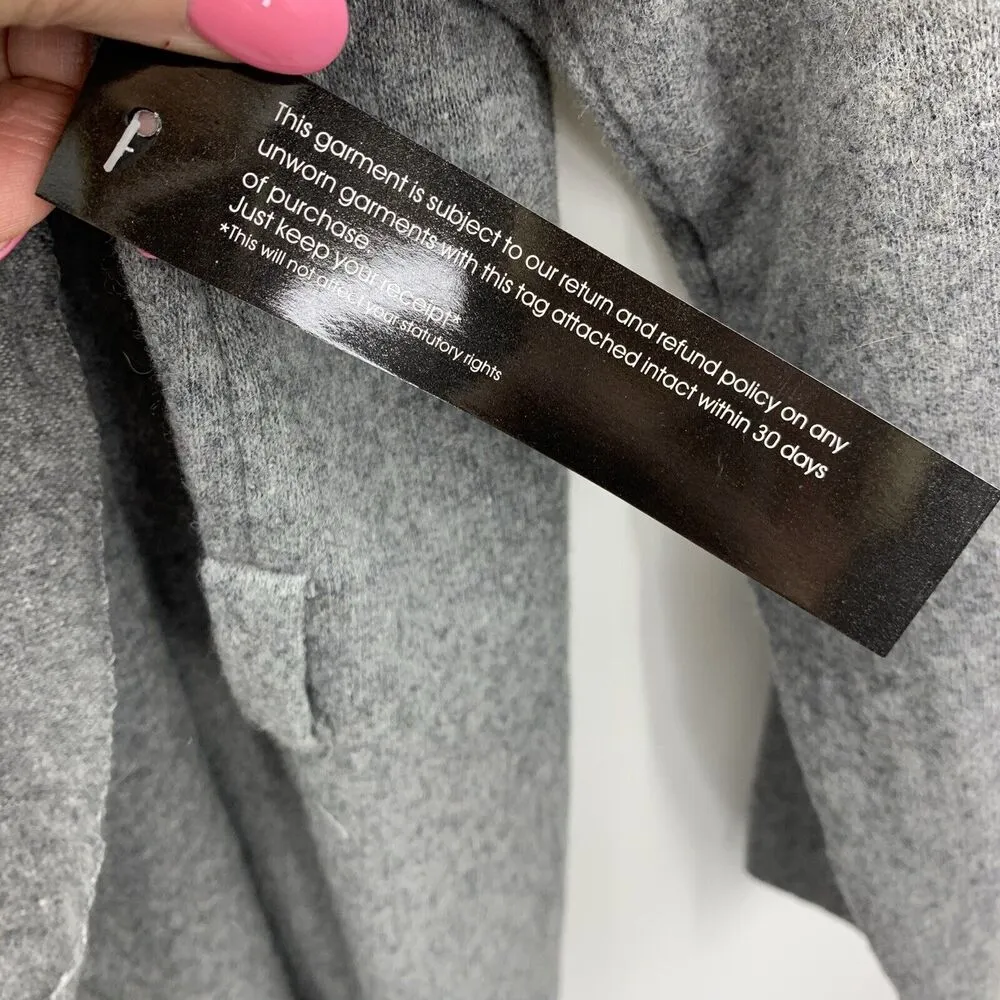 This garment is subject to our return and refund policy on any
unworn garments with this tag attached intact within 30 days
of purchase
Just keep your receipt*
*This will not affect your statutory rights